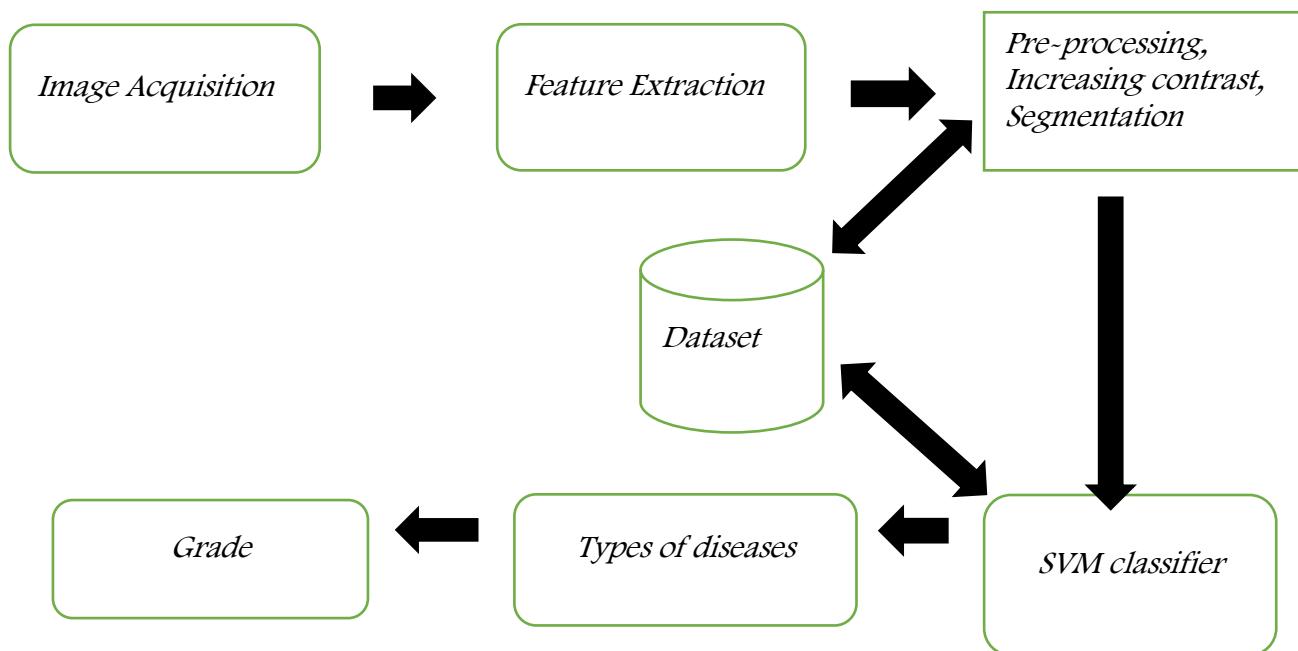 Image Acquisition
Feature Extraction
Pre-processing,
Increasing contrast,
Segmentation
Dataset
Grade
Types of diseases
SVM classifier